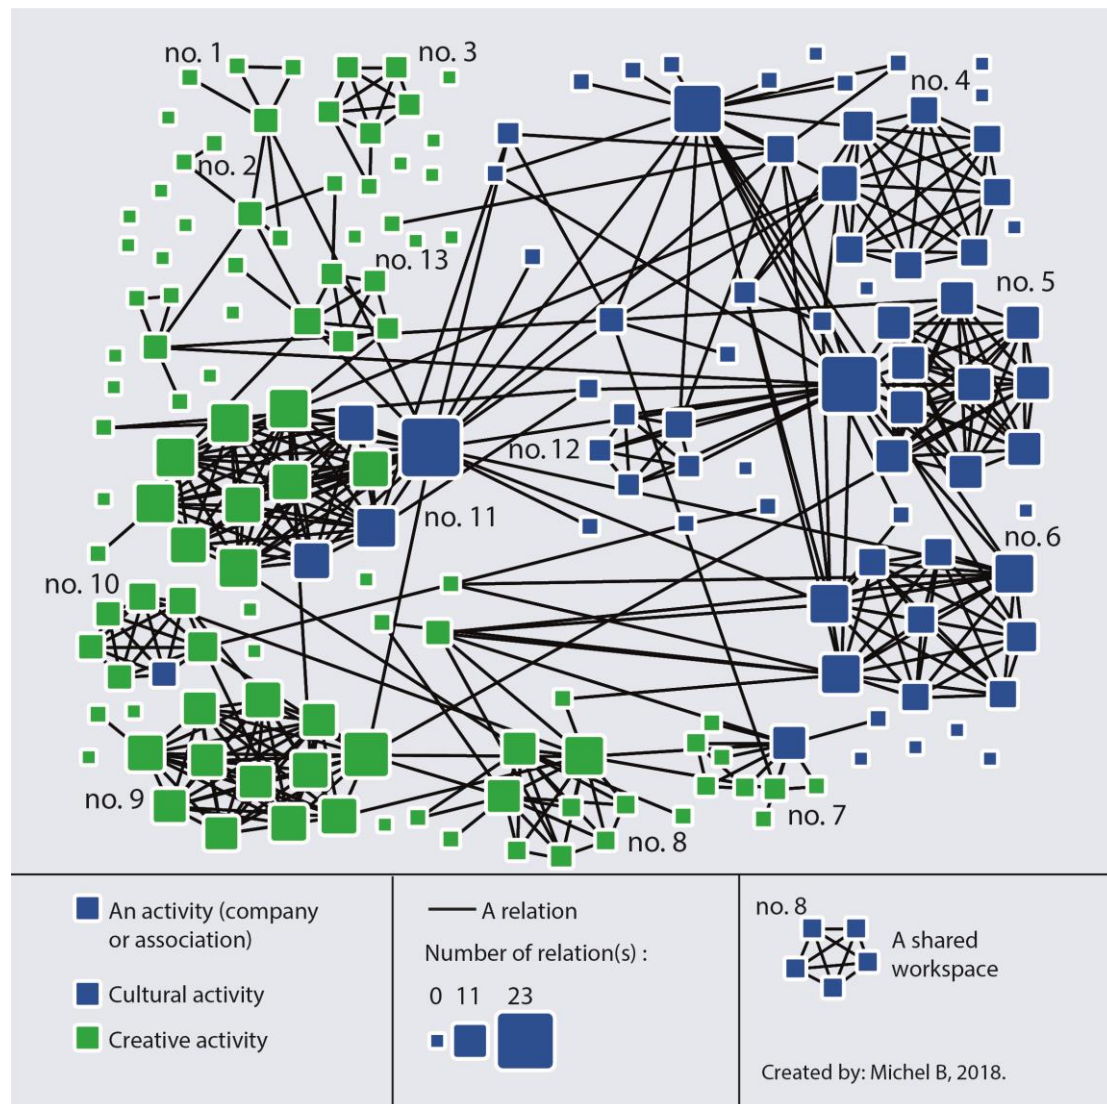 no. 1
no. 3
no. 4
no. 2
no. 13
no. 5
no. 12
no. 11
no. 6
no. 10
no. 9
no. 7
no. 8
An activity (company
or association)
Cultural activity
Creative activity
A relation
Number of relation(s) :
0 11 23
no. 8
A shared
workspace
Created by: Michel B, 2018.